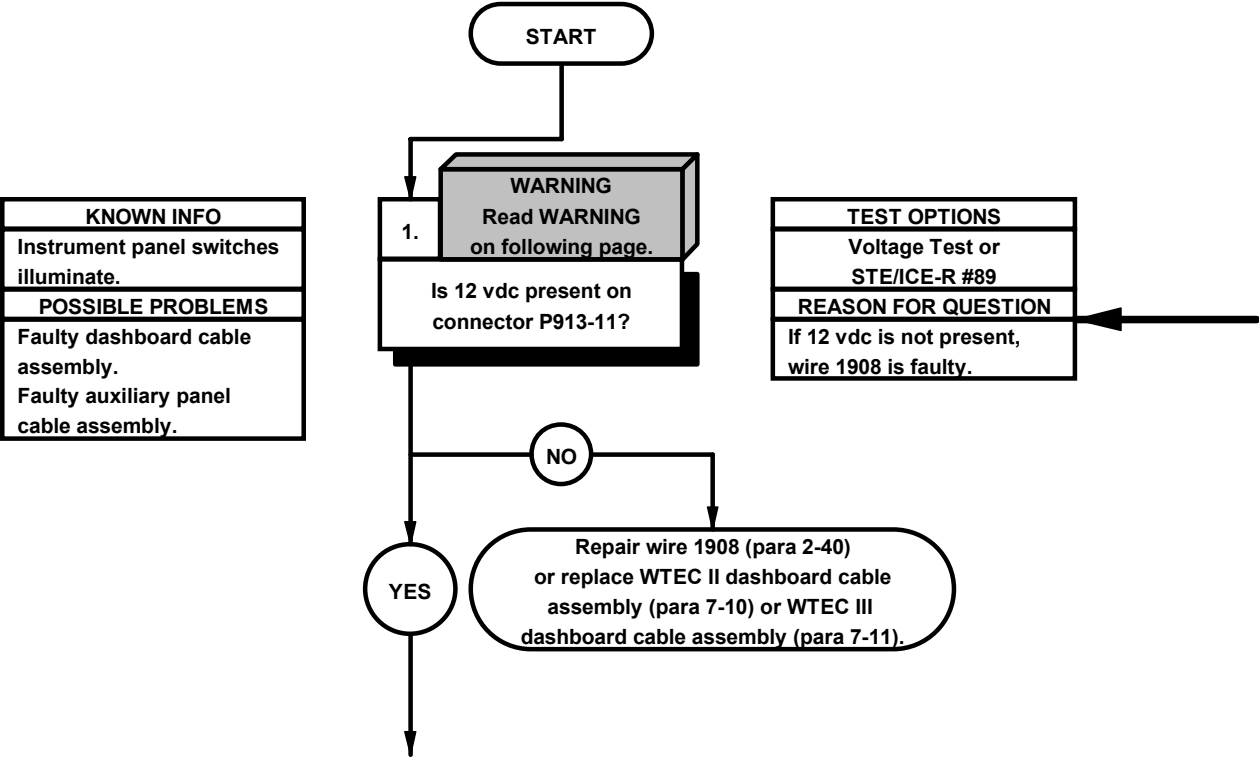 START
KNOWN INFO
Instrument panel switches
illuminate.
POSSIBLE PROBLEMS
Faulty dashboard cable
assembly.
Faulty auxiliary panel
cable assembly.
1.
WARNING
Read WARNING
on following page.
Is 12 vdc present on
connector P913-11?
TEST OPTIONS
Voltage Test or
STE/ICE-R #89
REASON FOR QUESTION
If 12 vdc is not present,
wire 1908 is faulty.
NO
YES
Repair wire 1908 (para 2-40)
or replace WTEC II dashboard cable
assembly (para 7-10) or WTEC III
dashboard cable assembly (para 7-11).